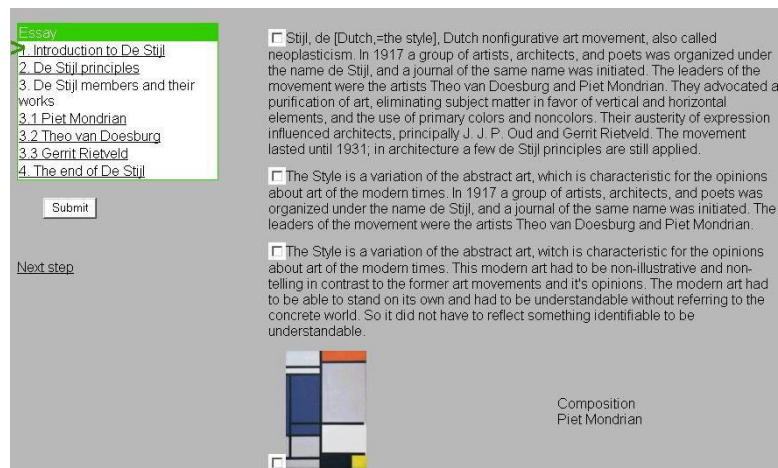 Essay
> 1. Introduction to De Stijl
2. De Stijl principles
3. De Stijl members and their
works
3.1 Piet Mondrian
3.2 Theo van Doesburg
3.3 Gerrit Rietveld
4. The end of De Stijl
Submit
Next step
Stijl, de [Dutch,=the style], Dutch nonfigurative art movement, also called
neoplasticism. In 1917 a group of artists, architects, and poets was organized under
the name de Stijl, and a journal of the same name was initiated. The leaders of the
movement were the artists Theo van Doesburg and Piet Mondrian. They advocated a
purification of art, eliminating subject matter in favor of vertical and horizontal
elements, and the use of primary colors and noncolors. Their austerity of expression
influenced architects, principally J. J. P. Oud and Gerrit Rietveld. The movement
lasted until 1931; in architecture a few de Stijl principles are still applied.
The Style is a variation of the abstract art, which is characteristic for the opinions
about art of the modern times. In 1917 a group of artists, architects, and poets was
organized under the name de Stijl, and a journal of the same name was initiated. The
leaders of the movement were the artists Theo van Doesburg and Piet Mondrian.
The Style is a variation of the abstract art, witch is characteristic for the opinions
about art of the modern times. This modern art had to be non-illustrative and non-
telling in contrast to the former art movements and it's opinions. The modern art had
to be able to stand on its own and had to be understandable without referring to the
concrete world. So it did not have to reflect something identifiable to be
understandable.
Composition
Piet Mondrian